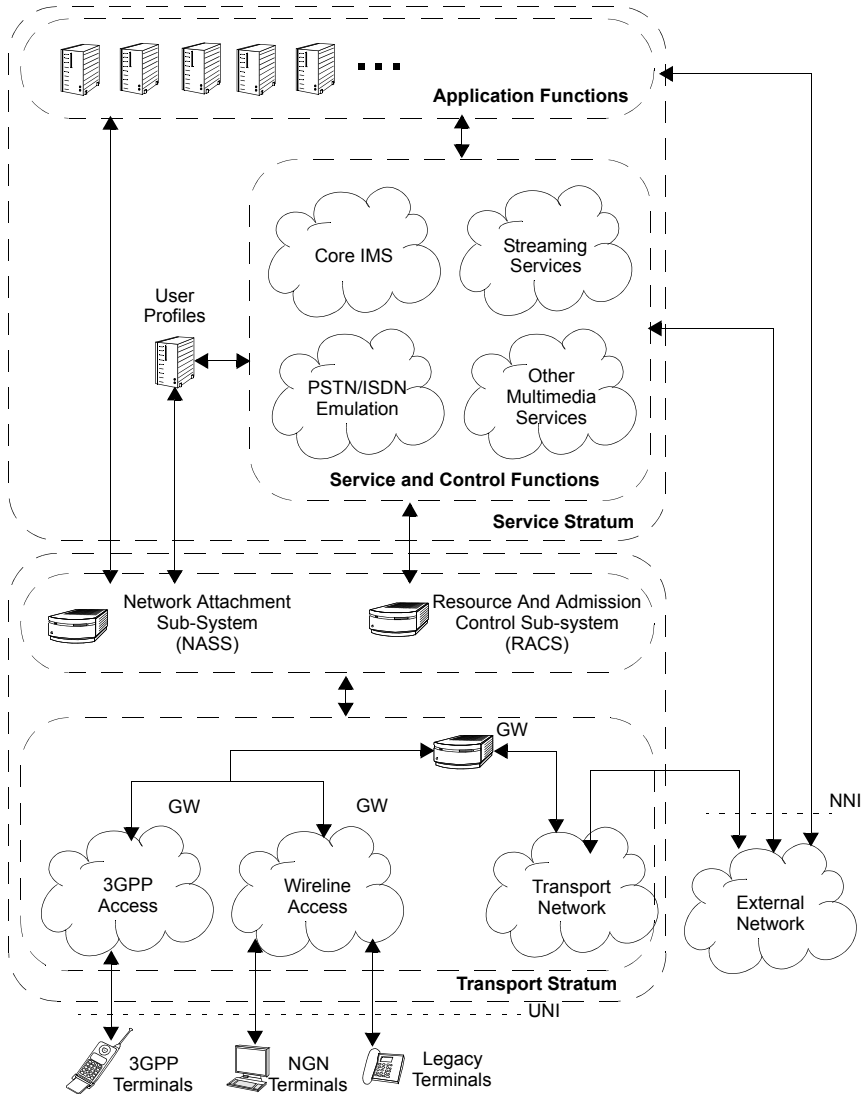 Application Functions
Core IMS
Streaming
Services
User
Profiles
PSTN/ISDN
Emulation
Other
Multimedia
Services
Service and Control Functions
Service Stratum
Network Attachment
Sub-System
(NASS)
Resource And Admission
Control Sub-system
(RACS)
GW
GW
GW
NNI
3GPP
Access
Wireline
Access
Transport
Network
External
Network
Transport Stratum
UNI
3GPP
Terminals
NGN
Terminals
Legacy
Terminals